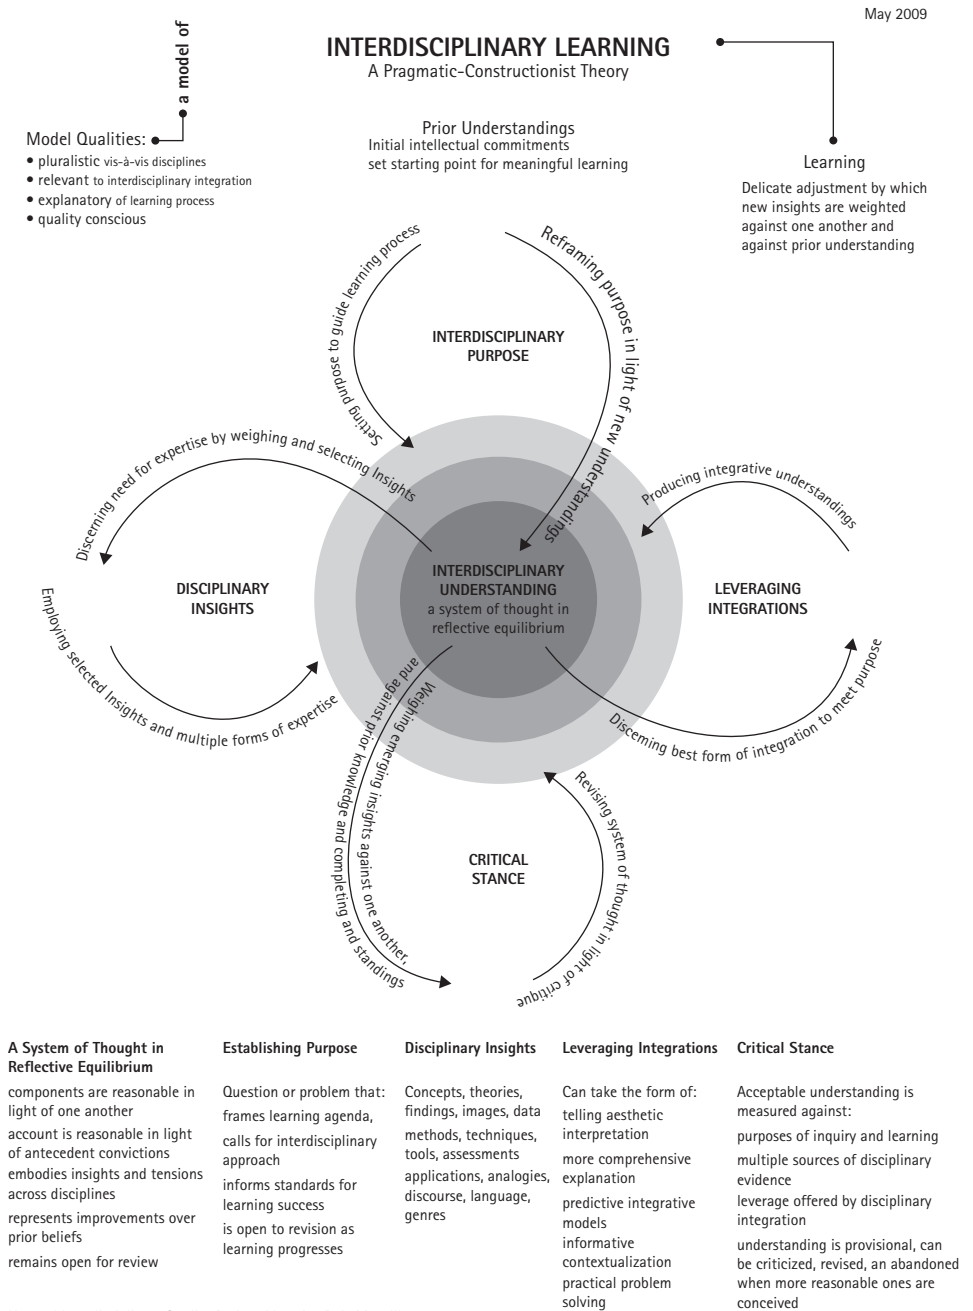 May 2009
a model of
INTERDISCIPLINARY LEARNING
A Pragmatic-Constructionist Theory
Model Qualities:
• pluralistic vis-à-vis disciplines
• relevant to interdisciplinary integration
• explanatory of learning process
• quality conscious
Prior Understandings
Initial intellectual commitments
set starting point for meaningful learning
Learning
Delicate adjustment by which
new insights are weighted
against one another and
against prior understanding
Setting purpose to guide learning process
Reframing purpose in light of new understandings
INTERDISCIPLINARY
PURPOSE
Discerning need for expertise by weighing and selecting Insights
Producing integrative understandings
DISCIPLINARY
INSIGHTS
INTERDISCIPLINARY
UNDERSTANDING
a system of thought in
reflective equilibrium
LEVERAGING
INTEGRATIONS
Employing selected Insights and multiple forms of expertise
Discerning best form of integration to meet purpose
Weighing emerging insights against one another,
and against prior knowledge and completing and standings
CRITICAL
STANCE
Revising system of thought in light of critique
A System of Thought in
Reflective Equilibrium
components are reasonable in
light of one another
account is reasonable in light
of antecedent convictions
embodies insights and tensions
across disciplines
represents improvements over
prior beliefs
remains open for review
Establishing Purpose
Question or problem that:
frames learning agenda,
calls for interdisciplinary
approach
informs standards for
learning success
is open to revision as
learning progresses
Disciplinary Insights
Concepts, theories,
findings, images, data
methods, techniques,
tools, assessments
applications, analogies,
discourse, language,
genres
Leveraging Integrations
Can take the form of:
telling aesthetic
interpretation
more comprehensive
explanation
predictive integrative
models
informative
contextualization
practical problem
solving
Critical Stance
Acceptable understanding is
measured against:
purposes of inquiry and learning
multiple sources of disciplinary
evidence
leverage offered by disciplinary
integration
understanding is provisional, can
be criticized, revised, an abandoned
when more reasonable ones are
conceived